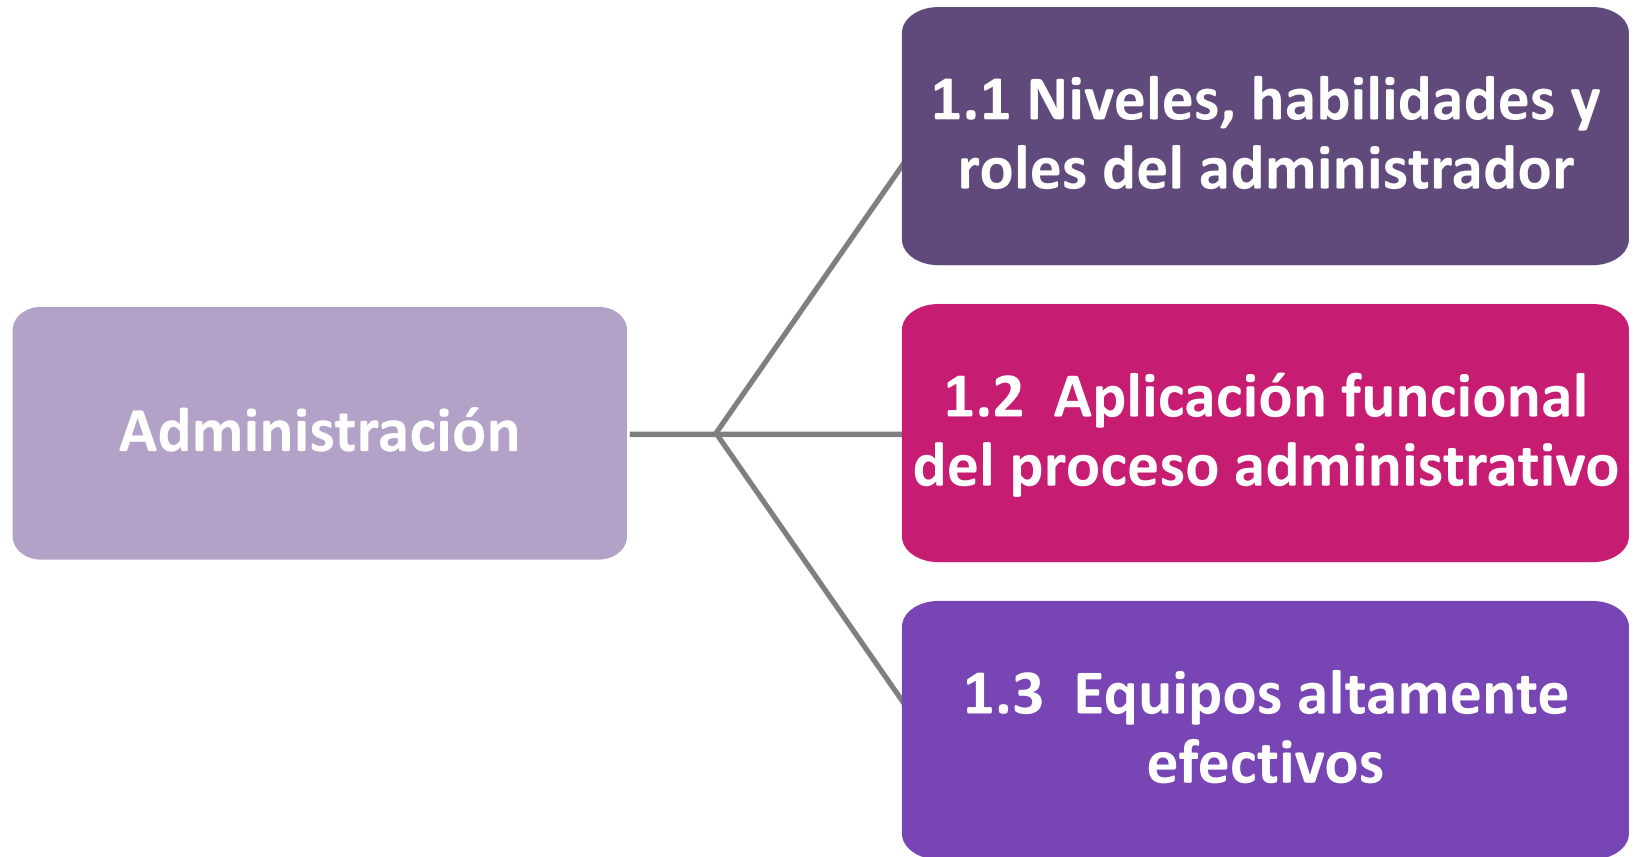 Administración
1.1 Niveles, habilidades y
roles del administrador
1.2  Aplicación funcional
del proceso administrativo
1.3  Equipos altamente
efectivos